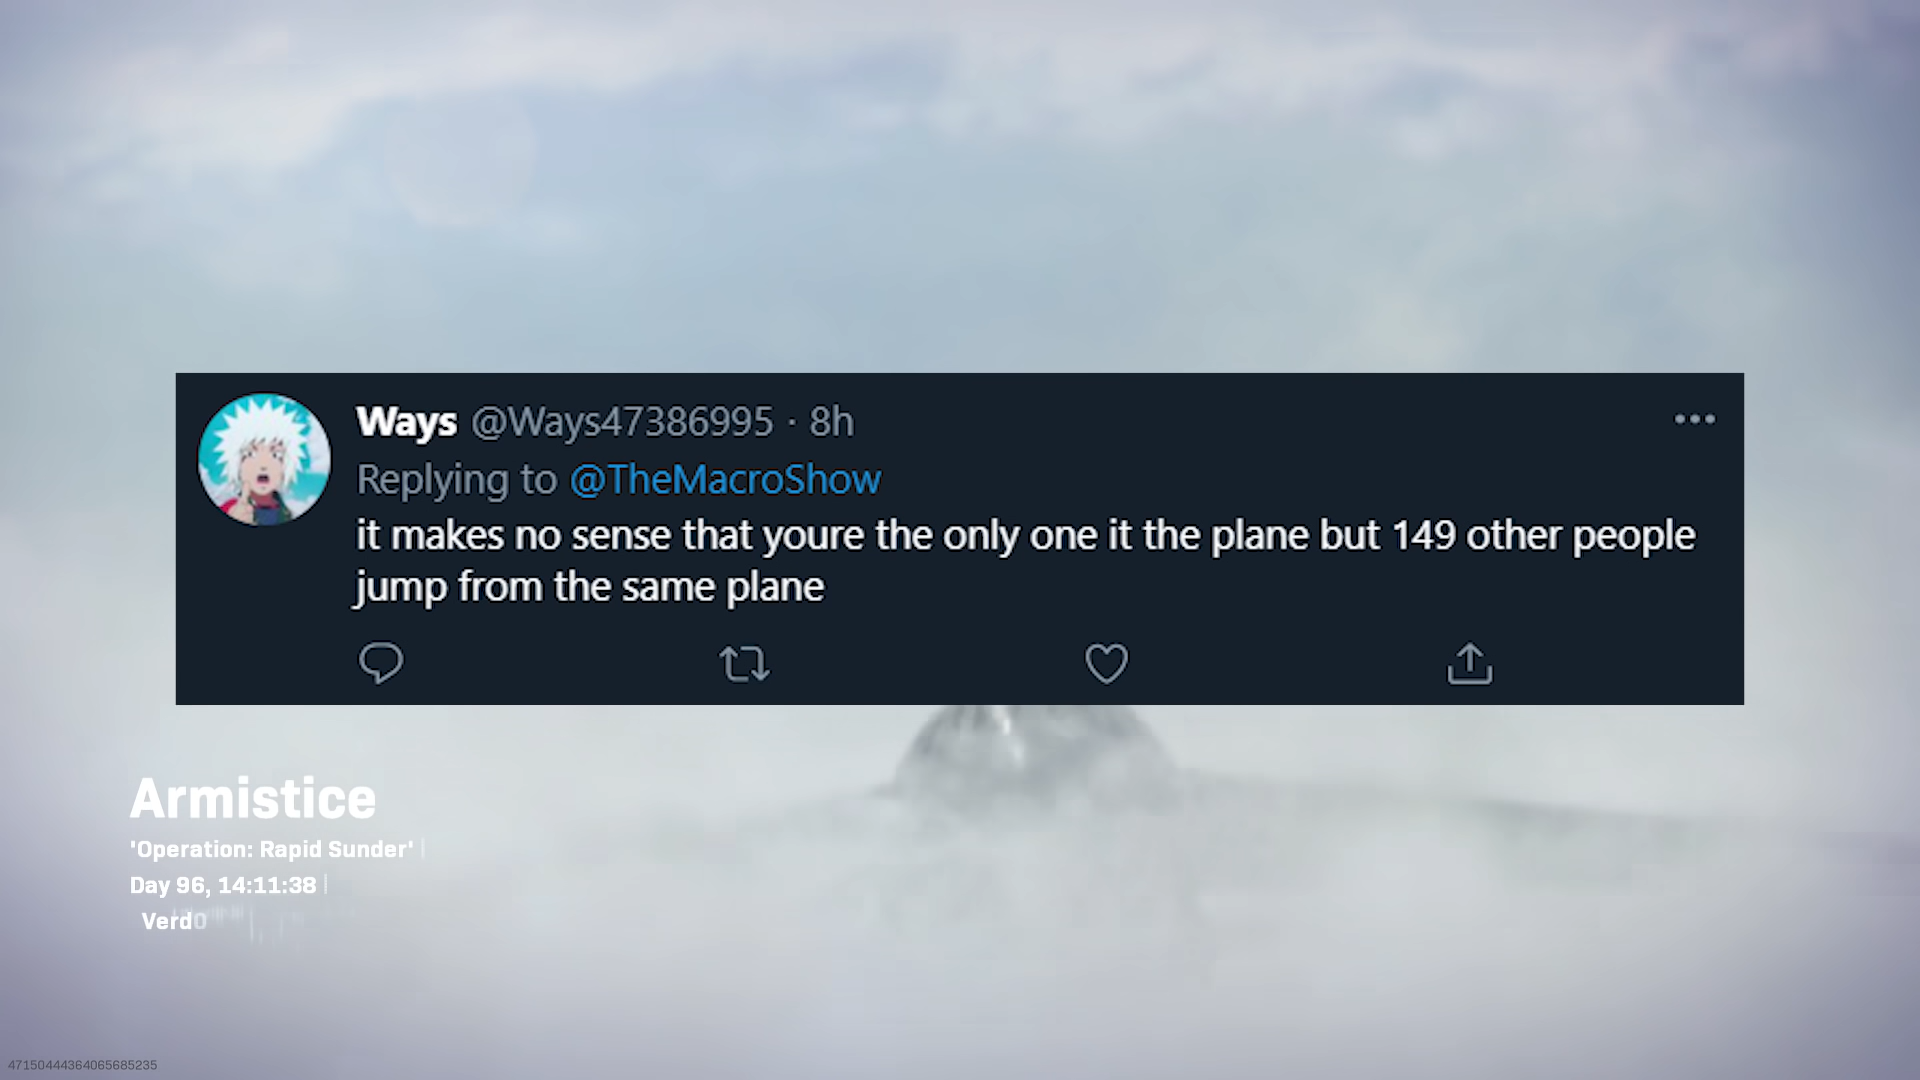 Ways @Ways47386995 · 8h
Replying to @TheMacroShow
it makes no sense that youre the only one it the plane but 149 other people
jump from the same plane
Armistice
'Operation: Rapid Sunder'
Day 96, 14:11:38
Verd
47150444364065685235